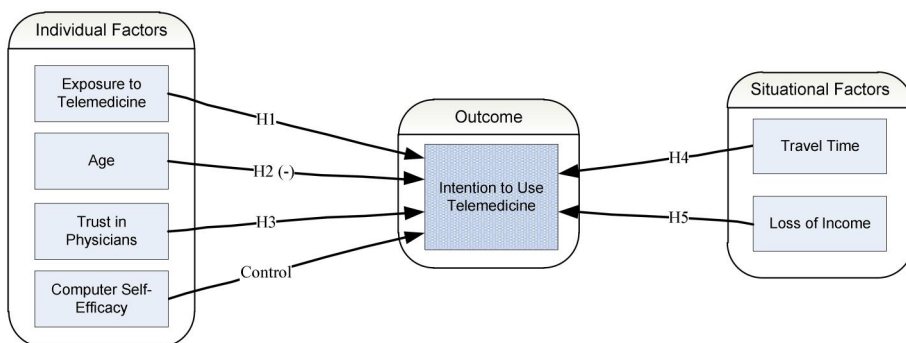 Individual Factors
Exposure to
Telemedicine
Age
Trust in
Physicians
Computer Self-
Efficacy
H1
H2 (-)
H3
Control
Outcome
Intention to Use
Telemedicine
H4
H5
Situational Factors
Travel Time
Loss of Income